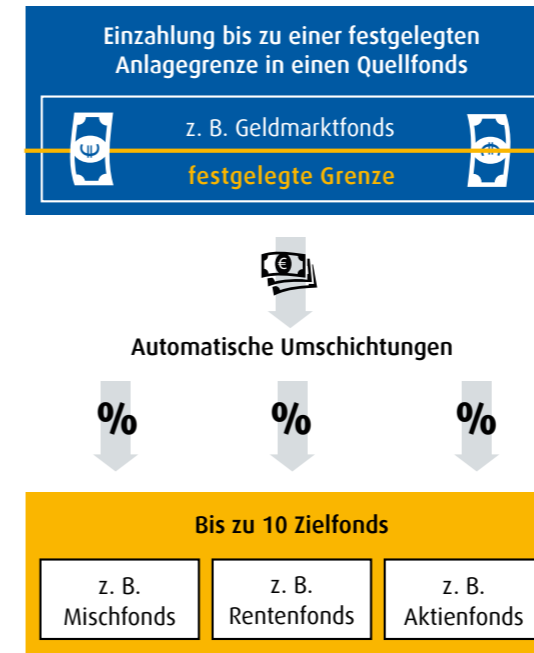 Einzahlung bis zu einer festgelegten
Anlagegrenze in einen Quellfonds
z. B. Geldmarktfonds
festgelegte Grenze
€
Automatische Umschichtungen
% % %
Bis zu 10 Zielfonds
z. B.
Mischfonds
z. B.
Rentenfonds
z. B.
Aktienfonds